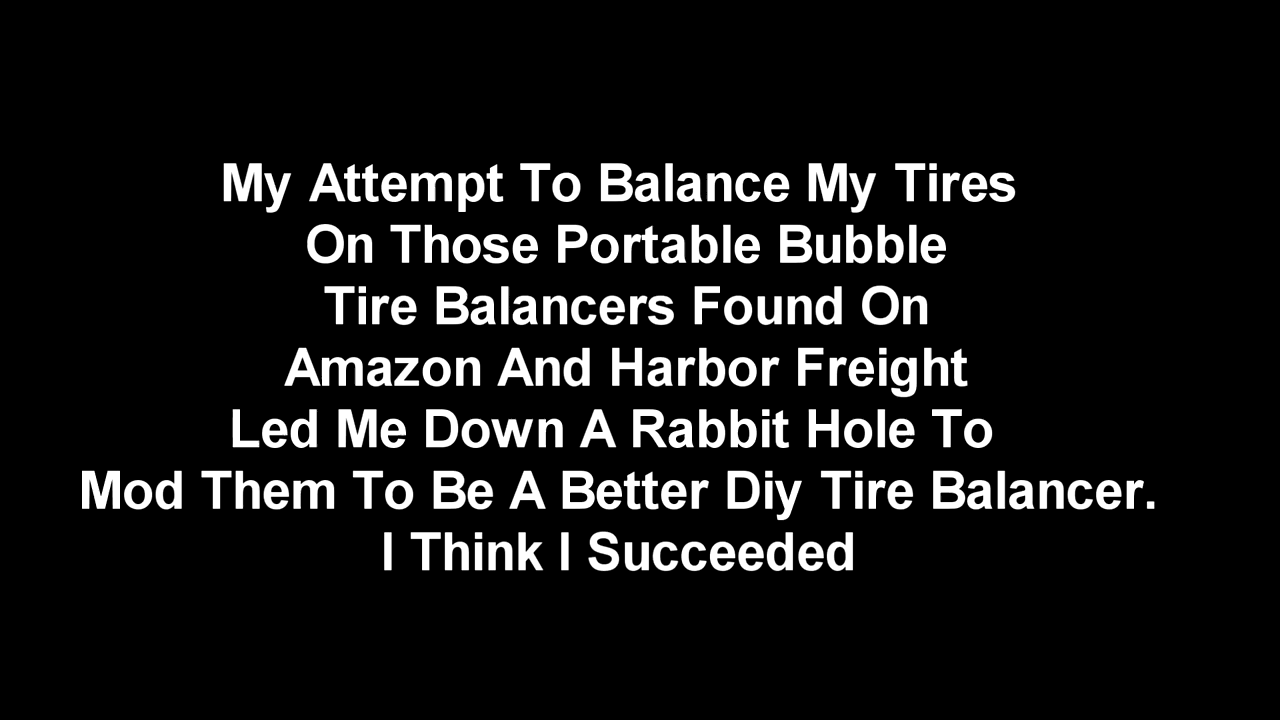 My Attempt To Balance My Tires
On Those Portable Bubble
Tire Balancers Found On
Amazon And Harbor Freight
Led Me Down A Rabbit Hole To
Mod Them To Be A Better Diy Tire Balancer.
I Think I Succeeded